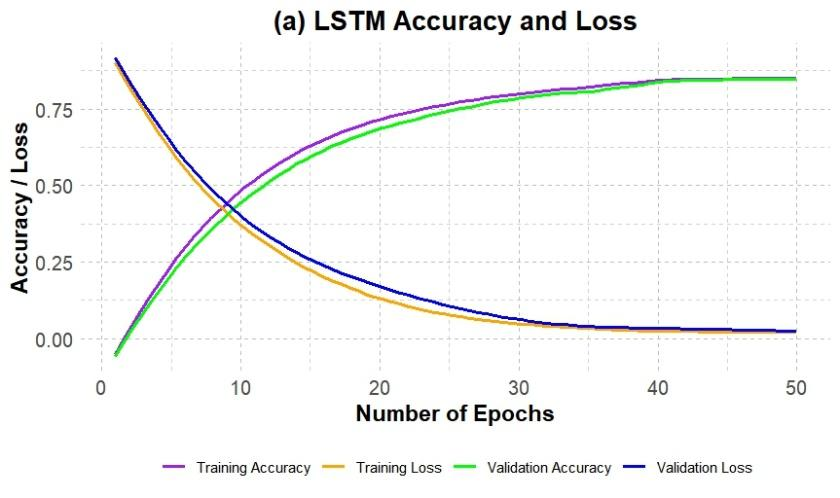 (a) LSTM Accuracy and Loss
Accuracy / Loss
0.75
0.50
0.25
0.00
0 10 20 30 40 50
Number of Epochs
Training Accuracy Training Loss Validation Accuracy Validation Loss